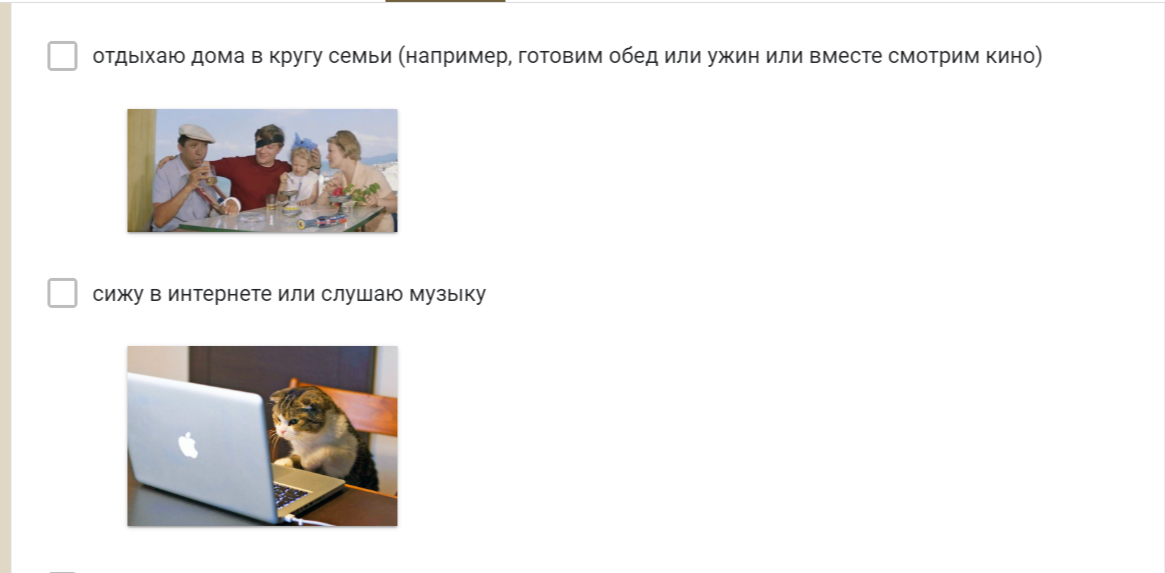 отдыхаю дома в кругу семьи (например, готовим обед или ужин или вместе смотрим кино)
сижу в интернете или слушаю музыку